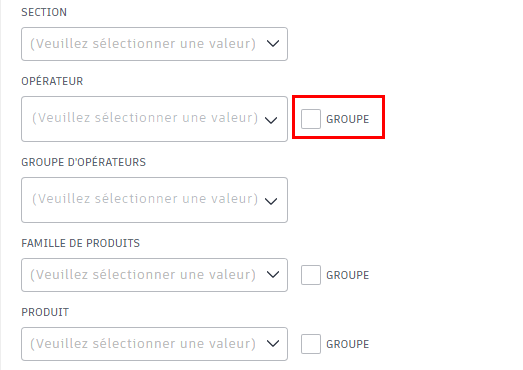 SECTION
(Veuillez sélectionner une valeur)
OPÉRATEUR
(Veuillez sélectionner une valeur)
GROUPE
GROUPE D'OPÉRATEURS
(Veuillez sélectionner une valeur)
FAMILLE DE PRODUITS
(Veuillez sélectionner une valeur)
GROUPE
PRODUIT
(Veuillez sélectionner une valeur)
GROUPE